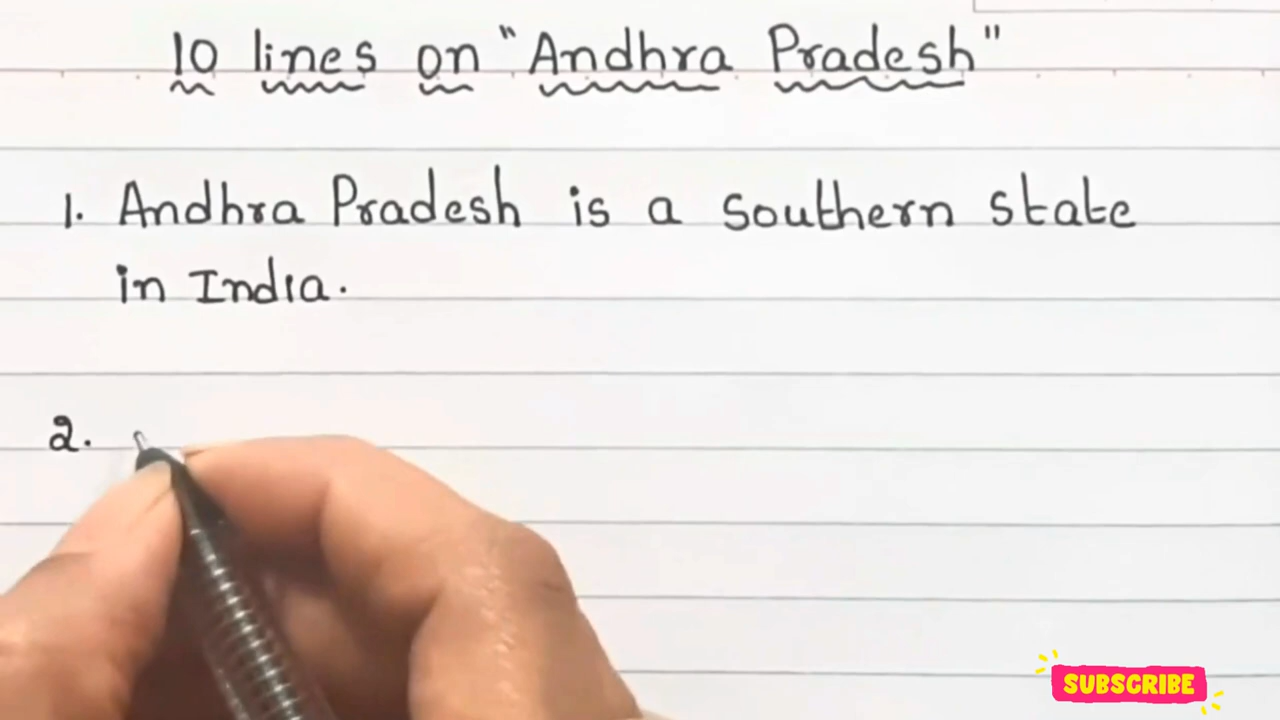 10 lines on "Andhra Pradesh"
1. Andhra Pradesh is a southern state
in India.
2.
SUBSCRIBE